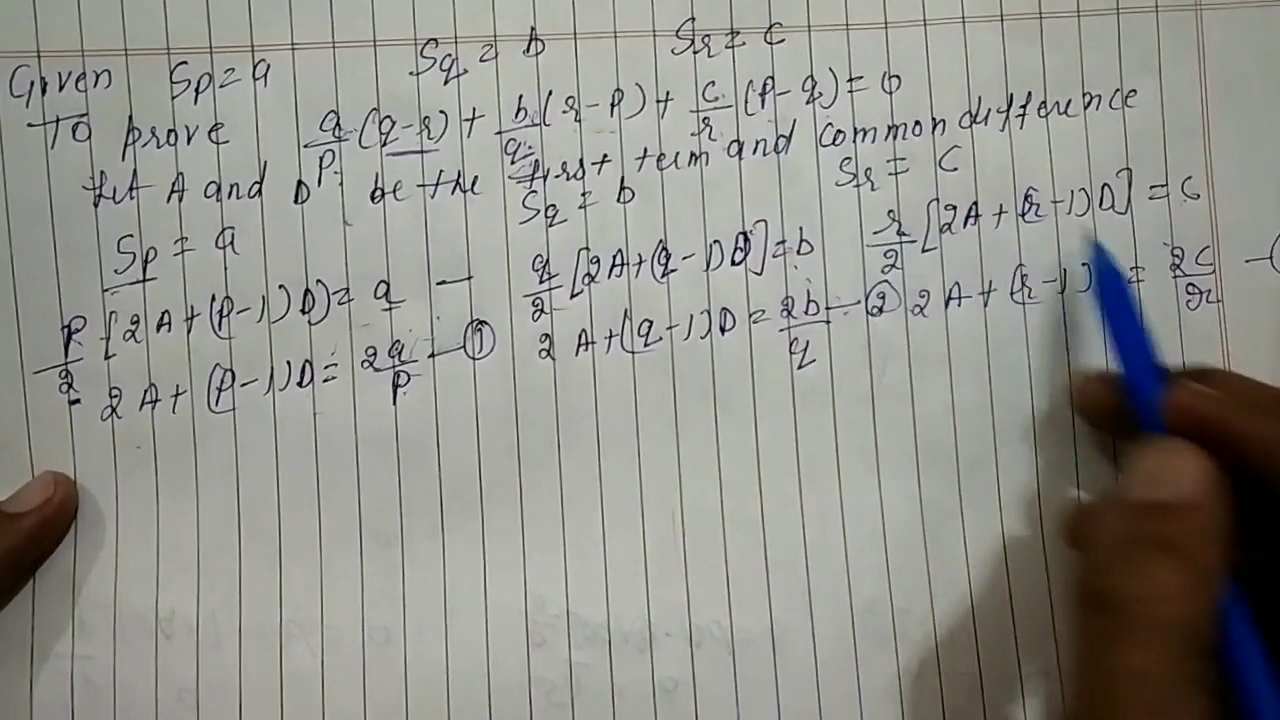 Given Sp = a Sq = b Sr = c
To prove a/p (q-r) + b/q (r-p) + c/r (p-q) = 0
Let A and D be the first term and common difference
Sp = a Sq = b Sr = c
p/2 [2A+(p-1)D] = a - q/2 [2A+(q-1)D] = b r/2 [2A+(r-1)D] = c
2A+(p-1)D = 2a/p - ① 2A+(q-1)D = 2b/q - ② 2A+(r-1) = 2c/r - (